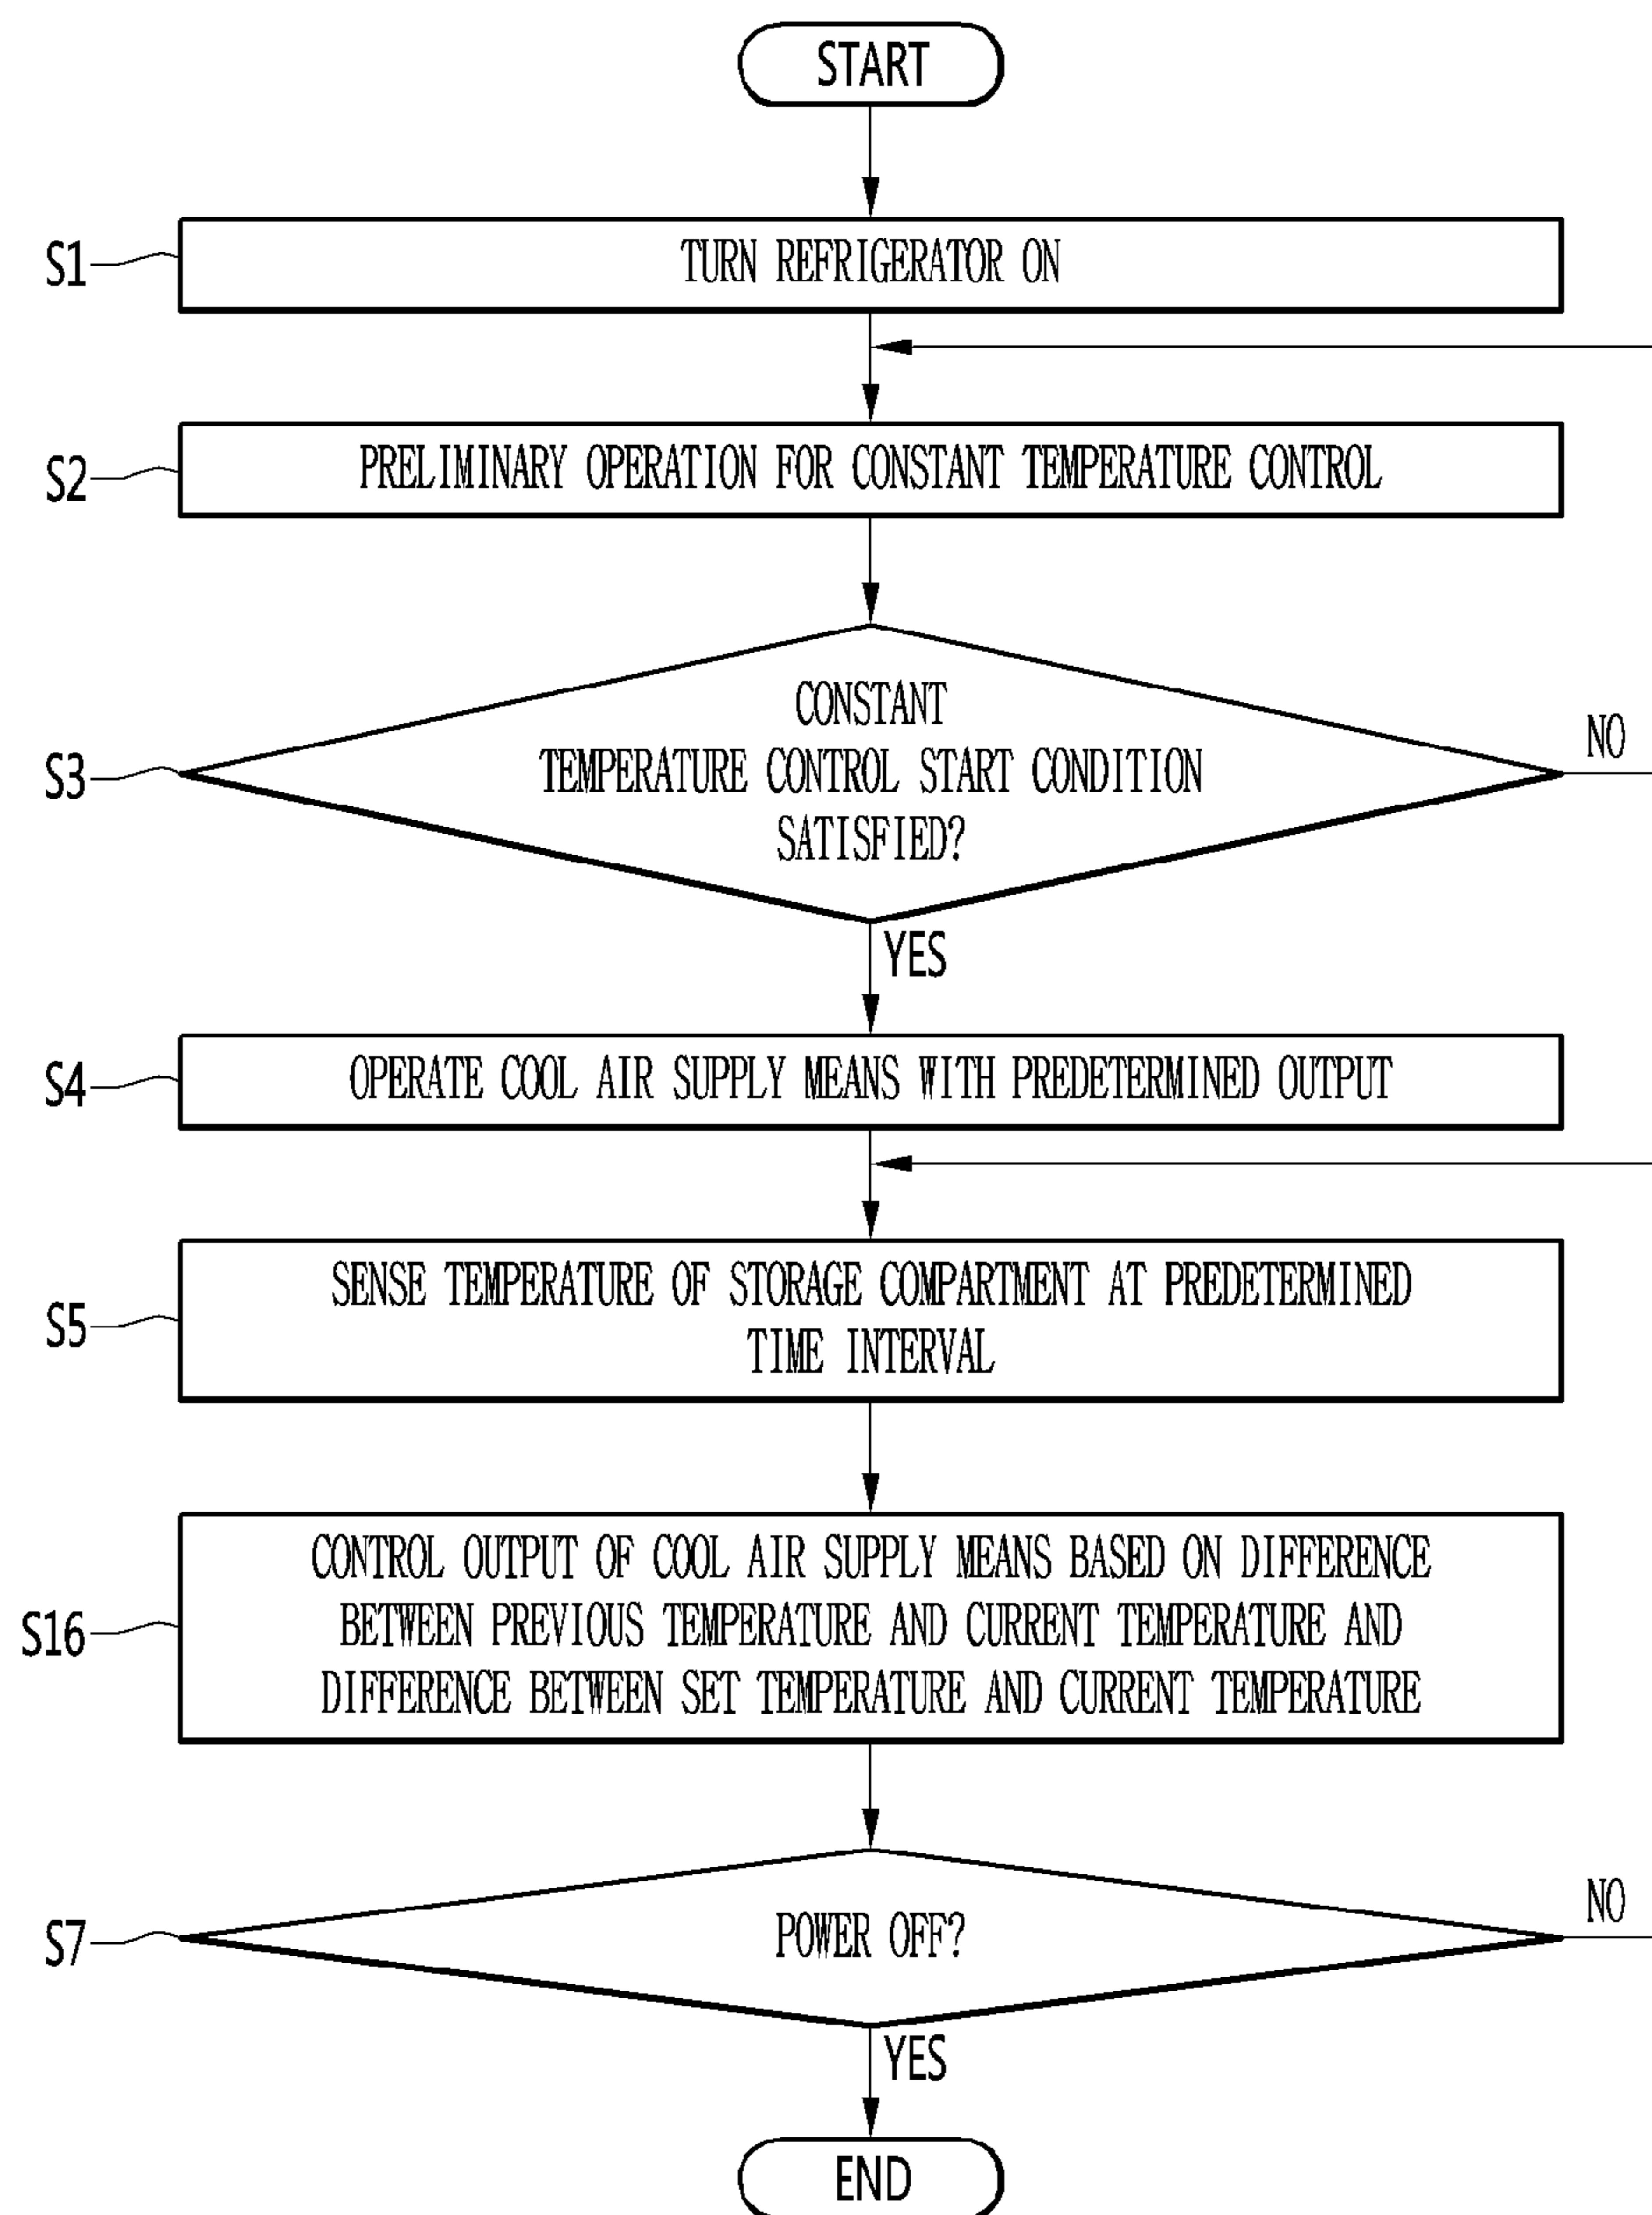 START
S1
TURN REFRIGERATOR ON
S2
PRELIMINARY OPERATION FOR CONSTANT TEMPERATURE CONTROL
S3
CONSTANT
TEMPERATURE CONTROL START CONDITION
SATISFIED?
NO
YES
S4
OPERATE COOL AIR SUPPLY MEANS WITH PREDETERMINED OUTPUT
S5
SENSE TEMPERATURE OF STORAGE COMPARTMENT AT PREDETERMINED
TIME INTERVAL
S16
CONTROL OUTPUT OF COOL AIR SUPPLY MEANS BASED ON DIFFERENCE
BETWEEN PREVIOUS TEMPERATURE AND CURRENT TEMPERATURE AND
DIFFERENCE BETWEEN SET TEMPERATURE AND CURRENT TEMPERATURE
S7
POWER OFF?
NO
YES
END